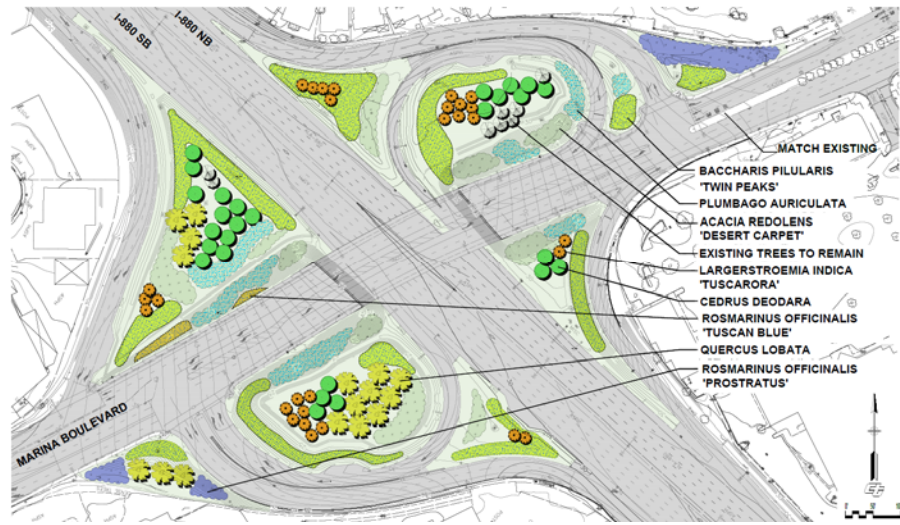 I-880 SB
I-880 NB
MATCH EXISTING
BACCHARIS PILULARIS
'TWIN PEAKS'
PLUMBAGO AURICULATA
ACACIA REDOLENS
'DESERT CARPET'
EXISTING TREES TO REMAIN
LARGERSTROEMIA INDICA
'TUSCARORA'
CEDRUS DEODARA
ROSMARINUS OFFICINALIS
'TUSCAN BLUE'
QUERCUS LOBATA
ROSMARINUS OFFICINALIS
'PROSTRATUS'
MARINA BOULEVARD